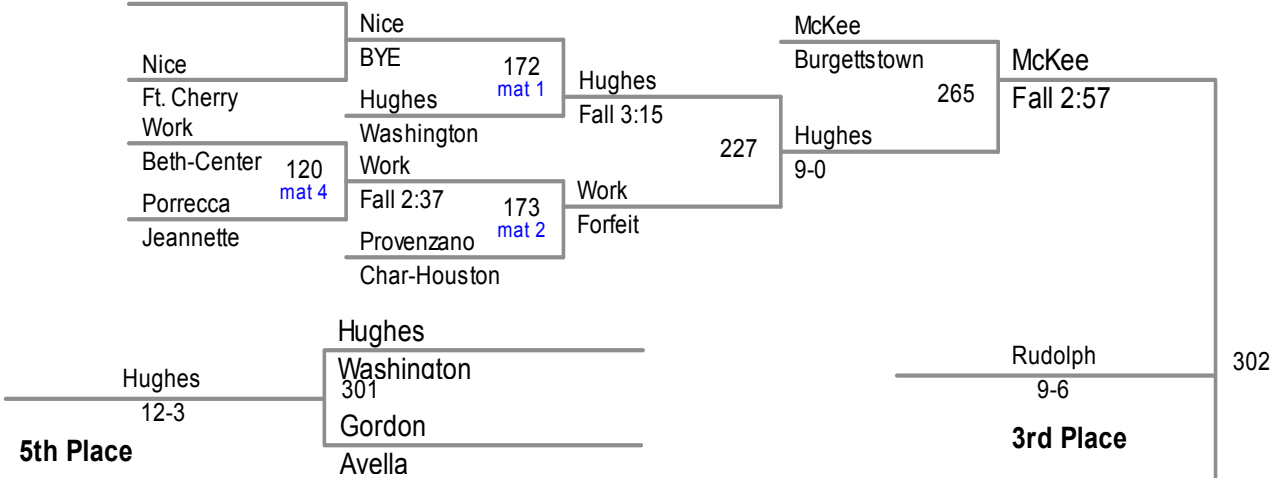 Nice
McKee
BYE
172
Burgettstown
McKee
Nice
mat 1
Hughes
265
Fall 2:57
Ft. Cherry
Hughes
Fall 3:15
Work
Washington
227
Hughes
Beth-Center
120
Work
9-0
mat 4
Fall 2:37
173
Work
Porrecca
mat 2
Forfeit
Jeannette
Provenzano
Char-Houston
Hughes
Washington
Rudolph
302
Hughes
301
9-6
12-3
Gordon
3rd Place
5th Place
Avella